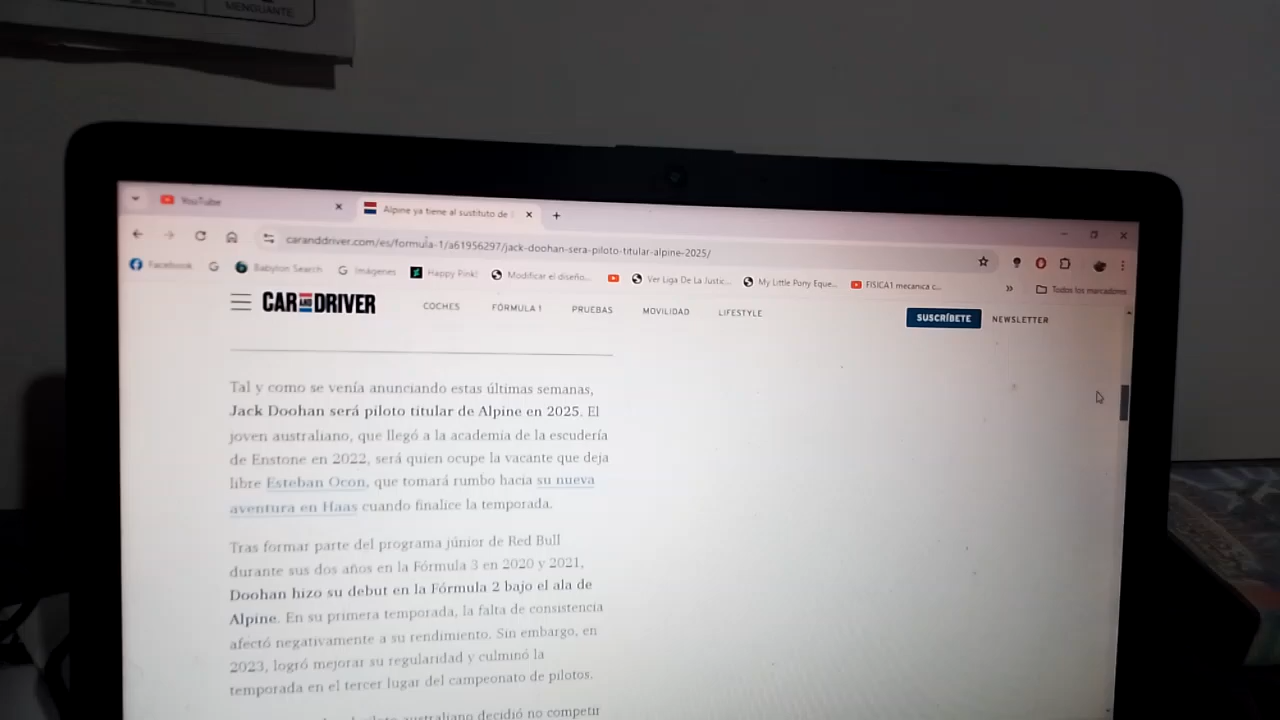 MENGUANTE
YouTube
Alpine ya tiene al sustituto de
caranddriver.com/es/formula-1/a61956297/jack-doohan-sera-piloto-titular-alpine-2025/
Facebook
Babylon Search
Imágenes
Happy Pink!
Modificar el diseño...
Ver Liga De La Justic...
My Little Pony Eque...
FISICA1 mecanica c...
»
Todos los marcadores
CAR AND DRIVER
COCHES
FÓRMULA 1
PRUEBAS
MOVILIDAD
LIFESTYLE
SUSCRÍBETE
NEWSLETTER
Tal y como se venía anunciando estas últimas semanas,
Jack Doohan será piloto titular de Alpine en 2025. El
joven australiano, que llegó a la academia de la escudería
de Enstone en 2022, será quien ocupe la vacante que deja
libre Esteban Ocon, que tomará rumbo hacia su nueva
aventura en Haas cuando finalice la temporada.
Tras formar parte del programa júnior de Red Bull
durante sus dos años en la Fórmula 3 en 2020 y 2021,
Doohan hizo su debut en la Fórmula 2 bajo el ala de
Alpine. En su primera temporada, la falta de consistencia
afectó negativamente a su rendimiento. Sin embargo, en
2023, logró mejorar su regularidad y culminó la
temporada en el tercer lugar del campeonato de pilotos.
australiano decidió no competir